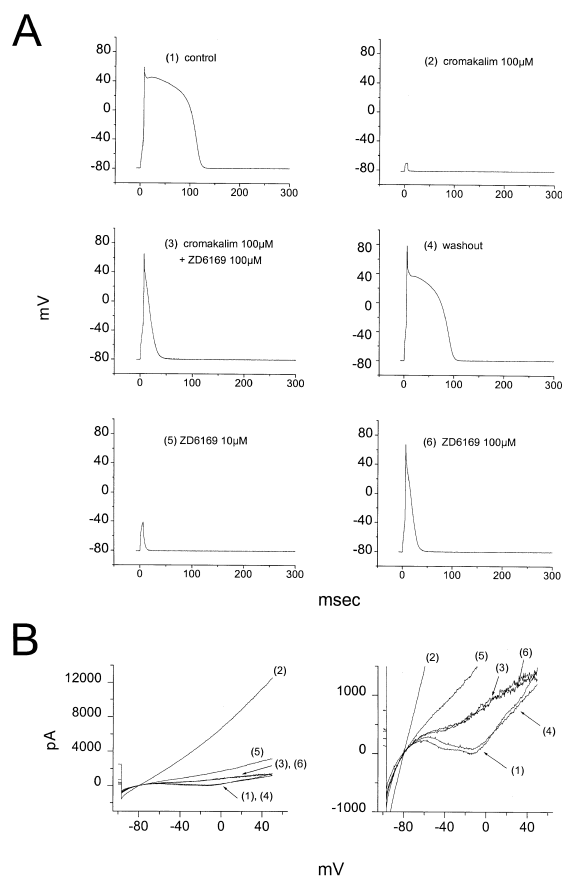 A
80
40
0
-40
-80
0 100 200 300
(1) control
80
40
0
-40
-80
0 100 200 300
(2) cromakalim 100µM
80
40
0
-40
-80
0 100 200 300
(3) cromakalim 100µM
+ ZD6169 100µM
80
40
0
-40
-80
0 100 200 300
(4) washout
mV
80
40
0
-40
-80
0 100 200 300
(5) ZD6169 10µM
80
40
0
-40
-80
0 100 200 300
(6) ZD6169 100µM
msec
B
pA
12000
8000
4000
0
-80 -40 0 40
(2)
(5)
(3), (6)
(1), (4)
1000
0
-1000
-80 -40 0 40
(2)
(5)
(3)
(6)
(4)
(1)
mV